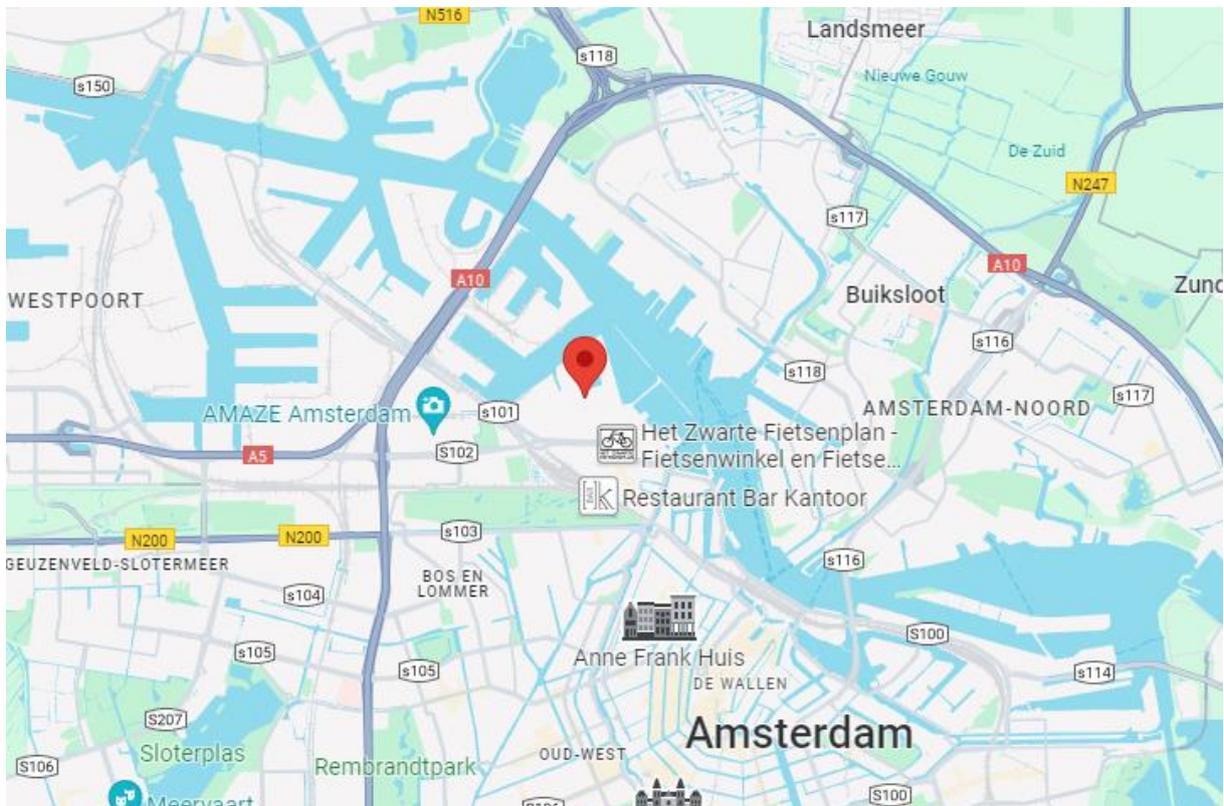 N516
Landsmeer
s118
Nieuwe Gouw
s150
De Zuid
N247
s117
A10
A10
WESTPOORT
Buiksloot
Zund
s116
s118
s117
AMAZE Amsterdam
s101
AMSTERDAM-NOORD
Het Zwarte Fietsenplan -
Fietsenwinkel en Fietse...
S102
A5
Restaurant Bar Kantoor
s103
N200
N200
GEUZENVELD-SLOTERMEER
s116
BOS EN
LOMMER
s104
S100
s105
Anne Frank Huis
s105
s114
DE WALLEN
S207
Amsterdam
Sloterplas
OUD-WEST
Rembrandtpark
S106
S100
Meervaart